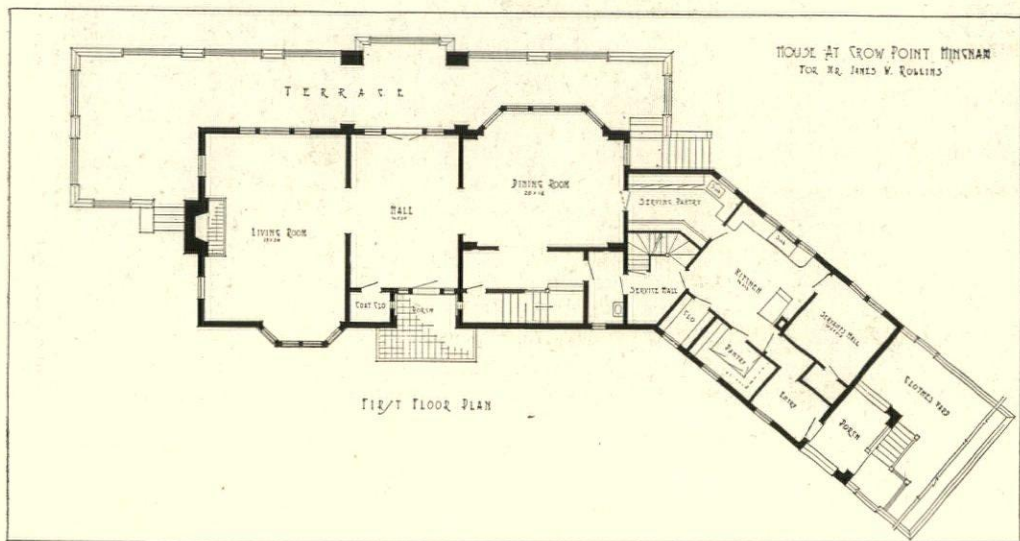 HOUSE AT CROW POINT HINGHAM
FOR MR JAMES W. ROLLINS
TERRACE
DINING ROOM
SERVING PANTRY
HALL
LIVING ROOM
KITCHEN
SERVICE HALL
COAT CLO
PORCH
CLO
SERVANTS HALL
PANTRY
CLOTHES YARD
ENTRY
PORCH
FIRST FLOOR PLAN